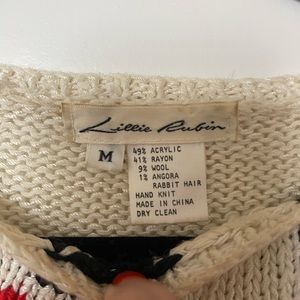 Lillie Rubin
M
49% ACRYLIC
41% RAYON
9% WOOL
1% ANGORA
RABBIT HAIR
HAND KNIT
MADE IN CHINA
DRY CLEAN